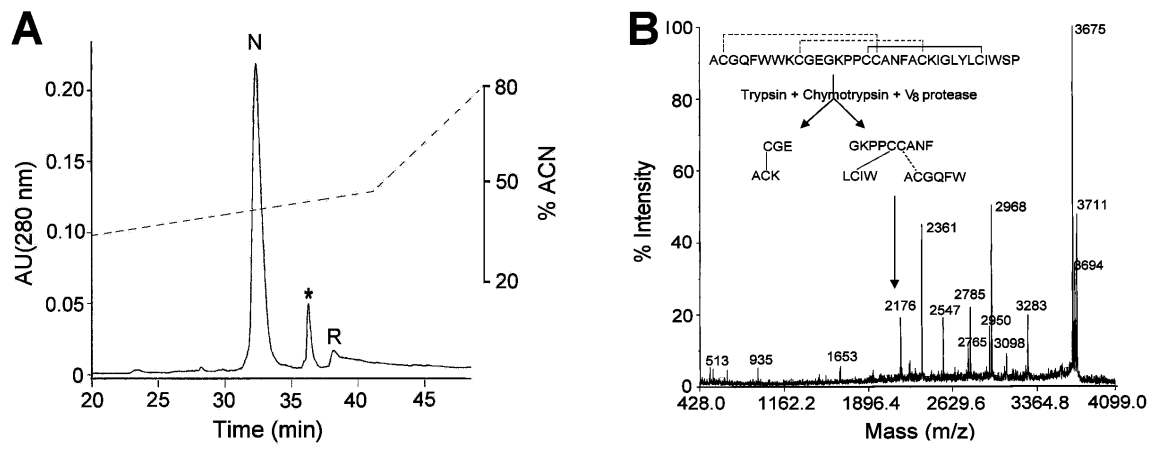 A
N
*
R
AU(280 nm)
0.20
0.15
0.10
0.05
0
20 25 30 35 40 45
Time (min)
80
50
20
% ACN
B
% Intensity
100
80
60
40
20
0
ACGQFWWKCGEGKPPCCANFACKIGLYLCIWSP
Trypsin + Chymotrypsin + V8 protease
CGE GKPPCCANF
ACK LCIW ACGQFW
3675
3711
3694
2968
2361
2176
2547
2785
2950
2765
3098
3283
513
935
1653
428.0 1162.2 1896.4 2629.6 3364.8 4099.0
Mass (m/z)